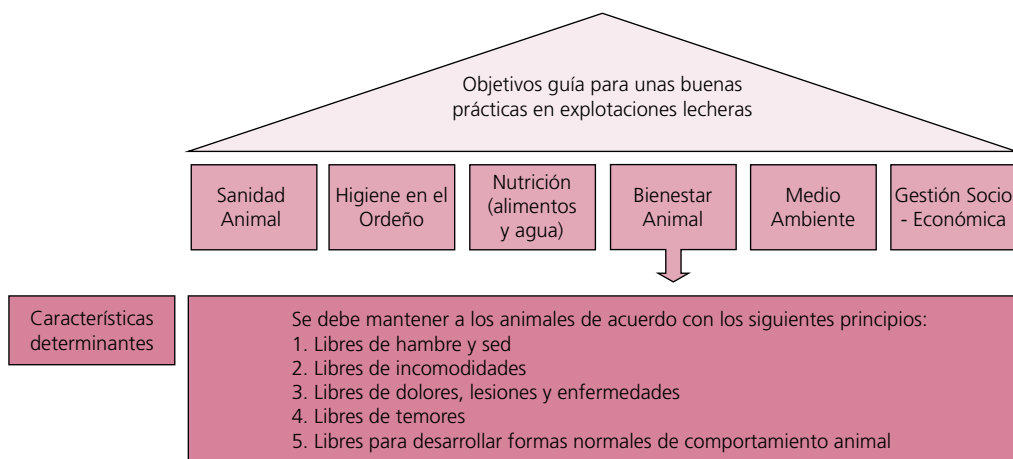 Objetivos guía para unas buenas
prácticas en explotaciones lecheras
Sanidad
Animal
Higiene en el
Ordeño
Nutrición
(alimentos
y agua)
Bienestar
Animal
Medio
Ambiente
Gestión Socio
- Económica
Características
determinantes
Se debe mantener a los animales de acuerdo con los siguientes principios:
1. Libres de hambre y sed
2. Libres de incomodidades
3. Libres de dolores, lesiones y enfermedades
4. Libres de temores
5. Libres para desarrollar formas normales de comportamiento animal